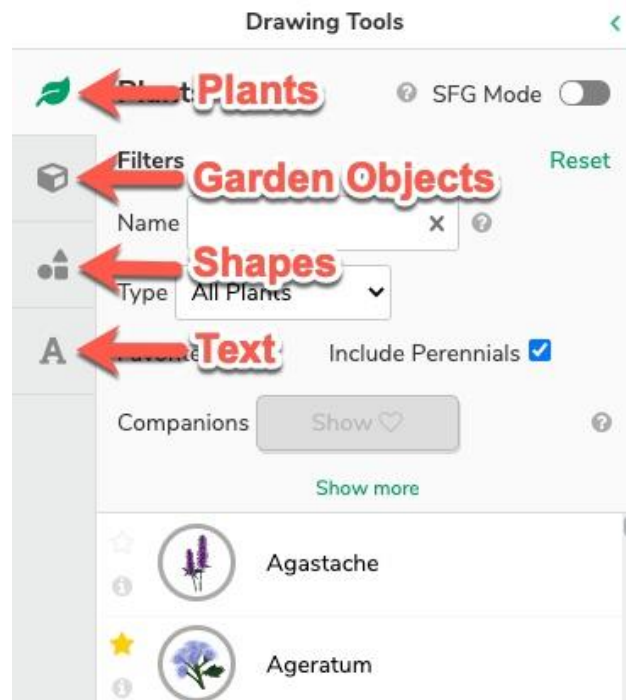 Drawing Tools
Plants SFG Mode
Filters Reset
Garden Objects
Name
Shapes
Type All Plants
Text Include Perennials
Companions Show
Show more
Agastache
Ageratum